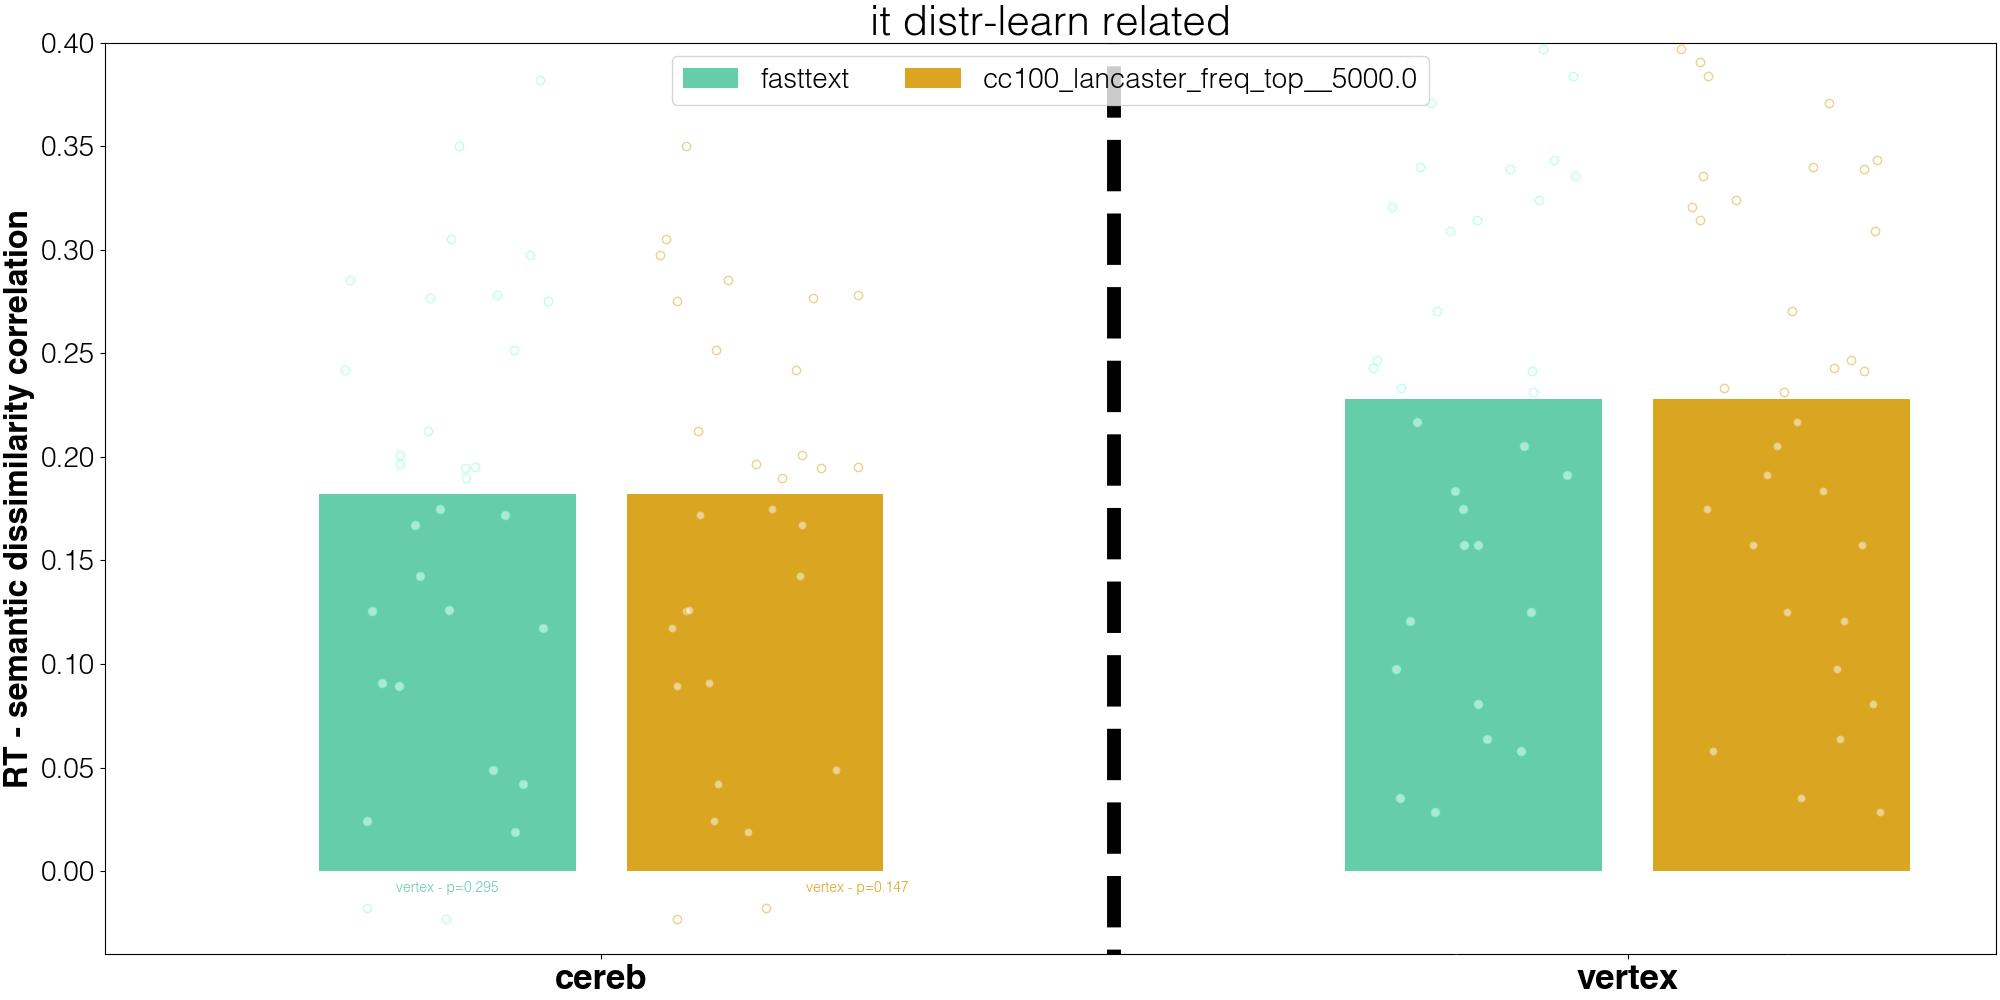 it distr-learn related
fasttext
cc100_lancaster_freq_top__5000.0
RT - semantic dissimilarity correlation
0.40
0.35
0.30
0.25
0.20
0.15
0.10
0.05
0.00
vertex - p=0.295
vertex - p=0.147
cereb
vertex